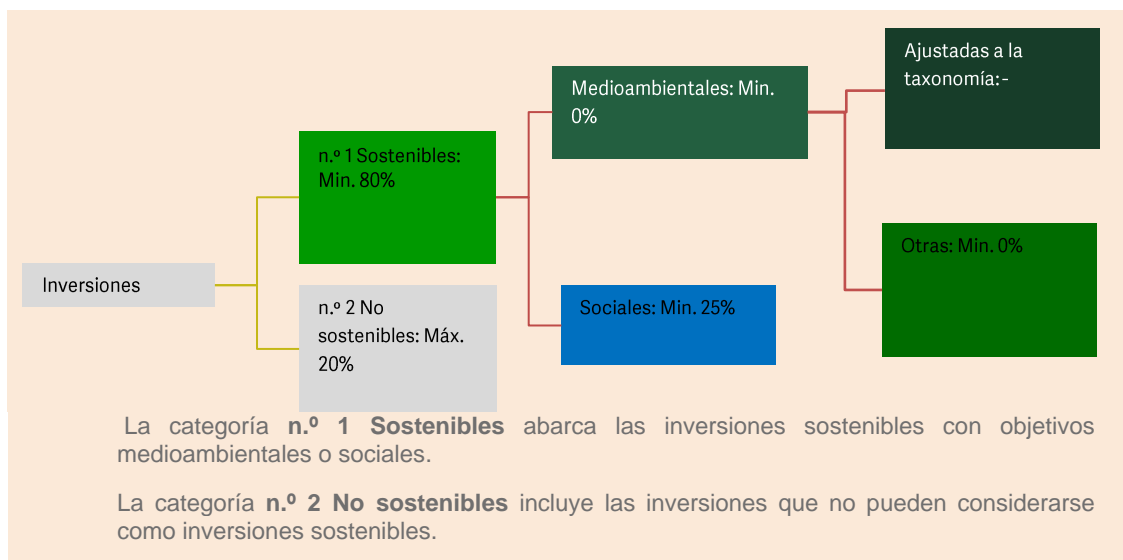 Inversiones
n.º 1 Sostenibles:
Min. 80%
n.º 2 No
sostenibles: Máx.
20%
Medioambientales: Min.
0%
Sociales: Min. 25%
Ajustadas a la
taxonomía:-
Otras: Min. 0%
La categoría n.º 1 Sostenibles abarca las inversiones sostenibles con objetivos
medioambientales o sociales.
La categoría n.º 2 No sostenibles incluye las inversiones que no pueden considerarse
como inversiones sostenibles.